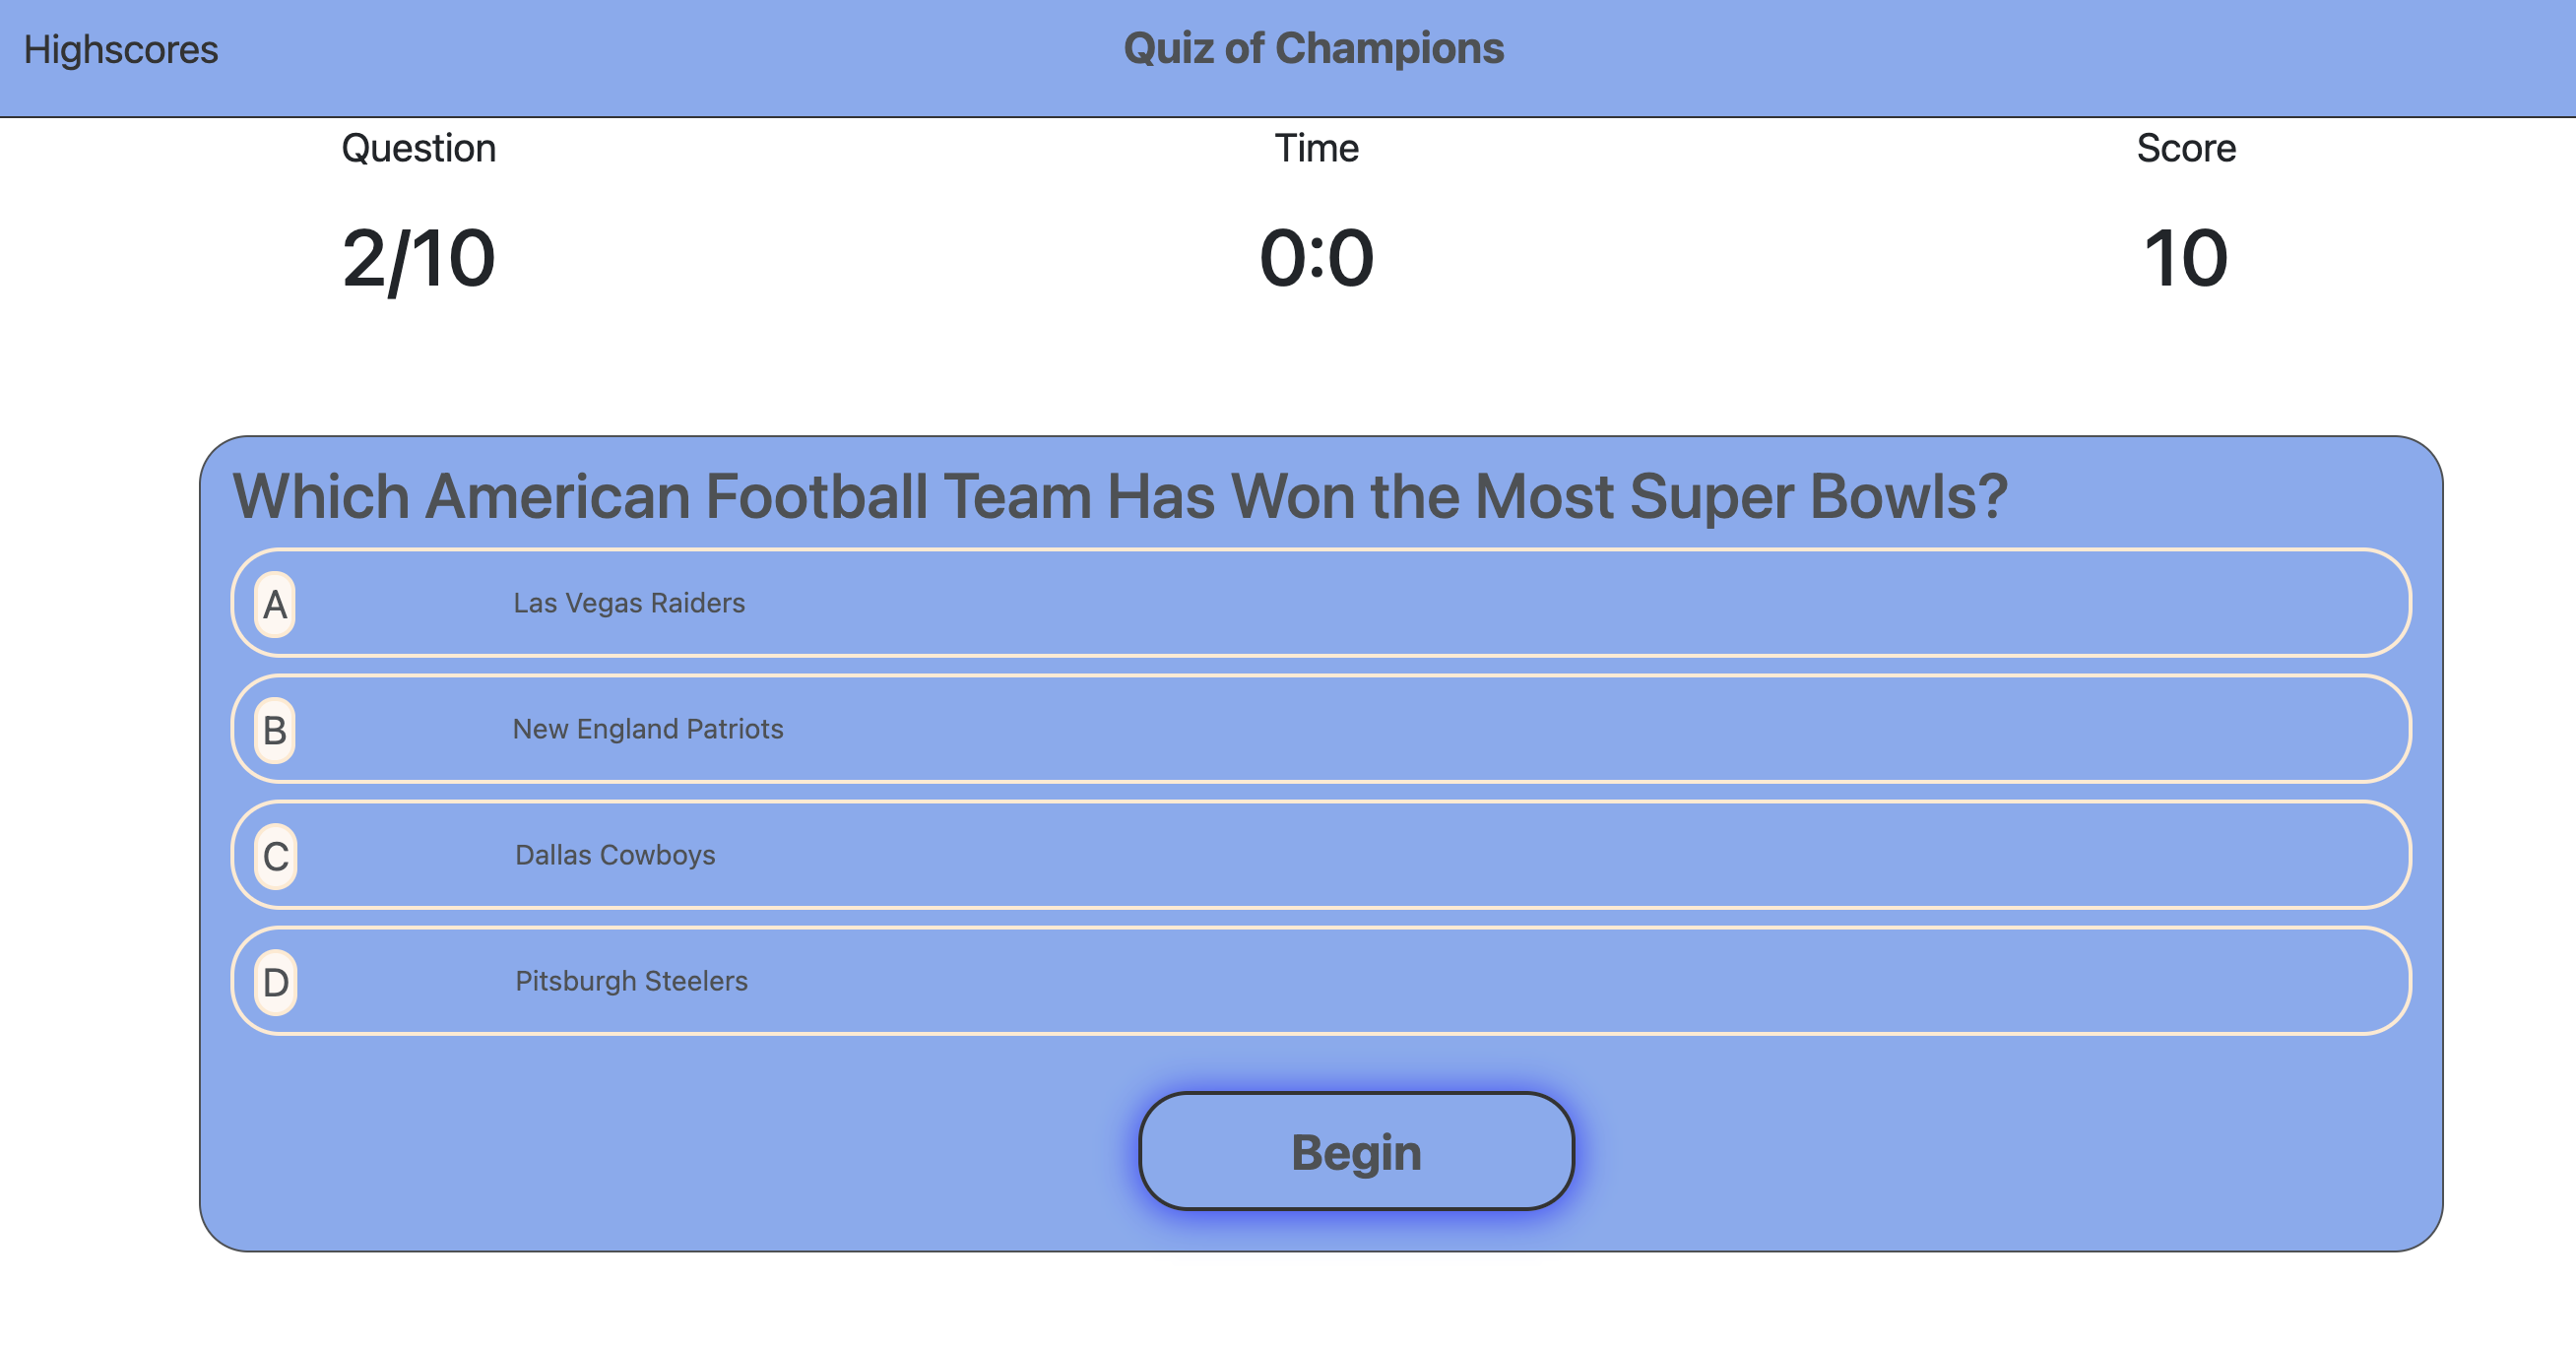 Highscores
Quiz of Champions
Question
Time
Score
2/10
0:0
10
Which American Football Team Has Won the Most Super Bowls?
A Las Vegas Raiders
B New England Patriots
C Dallas Cowboys
D Pitsburgh Steelers
Begin